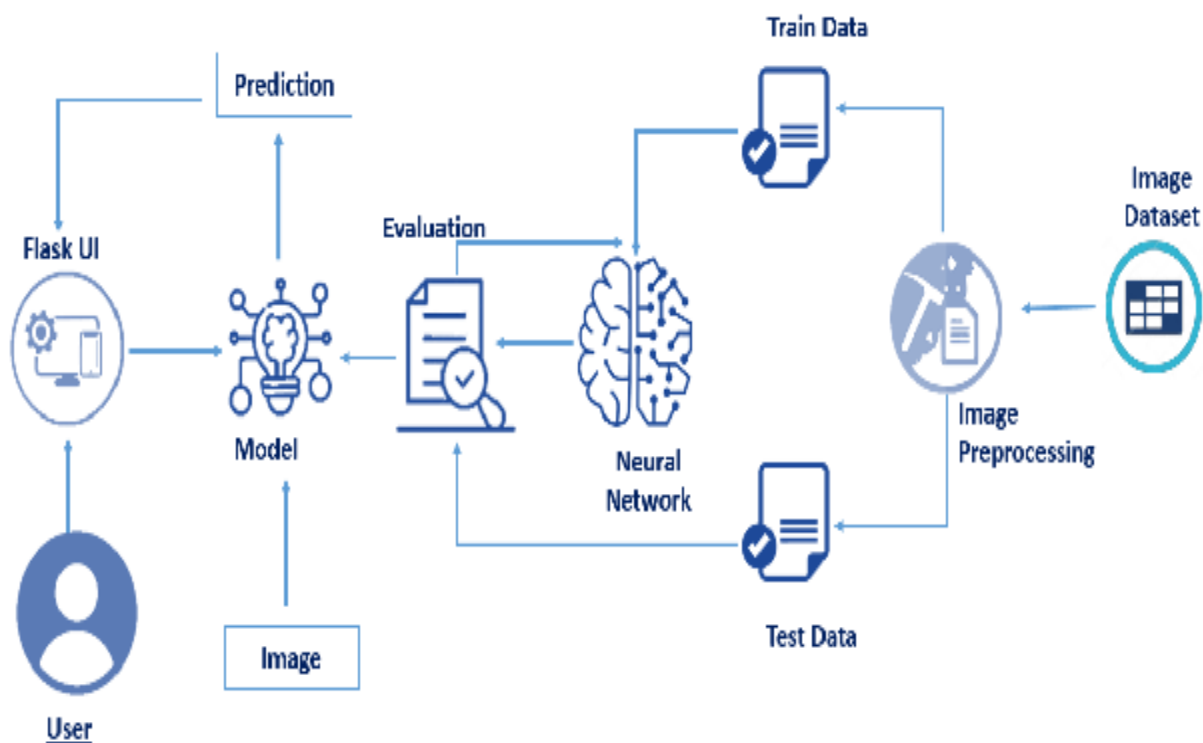 Train Data
Prediction
Image
Dataset
Evaluation
Flask UI
Image
Preprocessing
Model
Neural
Network
Test Data
Image
User